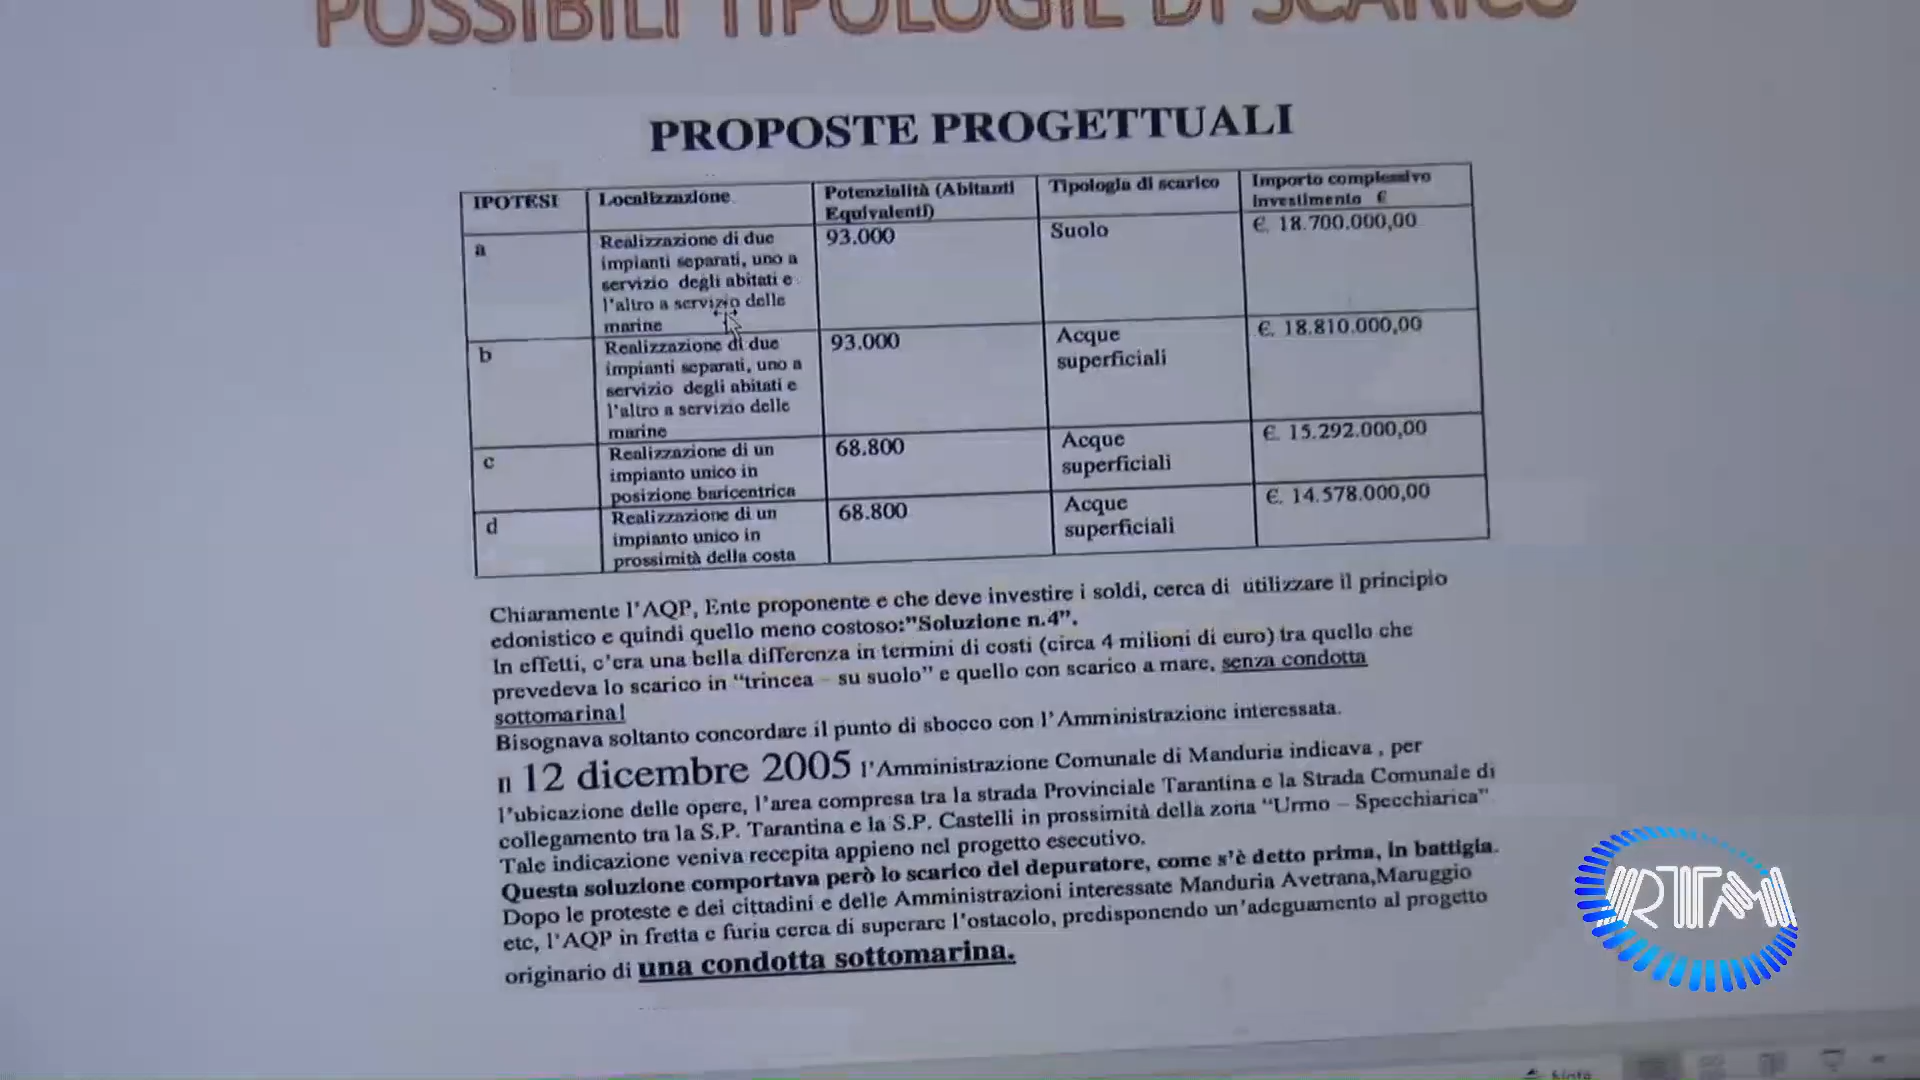 POSSIBILI TIPOLOGIE DI SCARICO
PROPOSTE PROGETTUALI
IPOTESI
Localizzazione
Potenzialità (Abitanti
Equivalenti)
Tipologia di scarico
Importo complessivo
investimento €
a
Realizzazione di due
impianti separati, uno a
servizio degli abitati e
l'altro a servizio delle
marine
93.000
Suolo
€. 18.700.000,00
b
Realizzazione di due
impianti separati, uno a
servizio degli abitati e
l'altro a servizio delle
marine
93.000
Acque
superficiali
€. 18.810.000,00
c
Realizzazione di un
impianto unico in
posizione baricentrica
68.800
Acque
superficiali
€. 15.292.000,00
d
Realizzazione di un
impianto unico in
prossimità della costa
68.800
Acque
superficiali
€. 14.578.000,00
Chiaramente l'AQP, Ente proponente e che deve investire i soldi, cerca di utilizzare il principio
edonistico e quindi quello meno costoso:"Soluzione n.4".
In effetti, c'era una bella differenza in termini di costi (circa 4 milioni di euro) tra quello che
prevedeva lo scarico in "trincea – su suolo" e quello con scarico a mare, senza condotta
sottomarina!
Bisognava soltanto concordare il punto di sbocco con l'Amministrazione interessata.
Il 12 dicembre 2005 l'Amministrazione Comunale di Manduria indicava , per
l'ubicazione delle opere, l'area compresa tra la strada Provinciale Tarantina e la Strada Comunale di
collegamento tra la S.P. Tarantina e la S.P. Castelli in prossimità della zona "Urmo – Specchiarica"
Tale indicazione veniva recepita appieno nel progetto esecutivo.
Questa soluzione comportava però lo scarico del depuratore, come s'è detto prima, in battigia.
Dopo le proteste e dei cittadini e delle Amministrazioni interessate Manduria Avetrana,Maruggio
etc, l'AQP in fretta e furia cerca di superare l'ostacolo, predisponendo un'adeguamento al progetto
originario di una condotta sottomarina.
RTM
Note